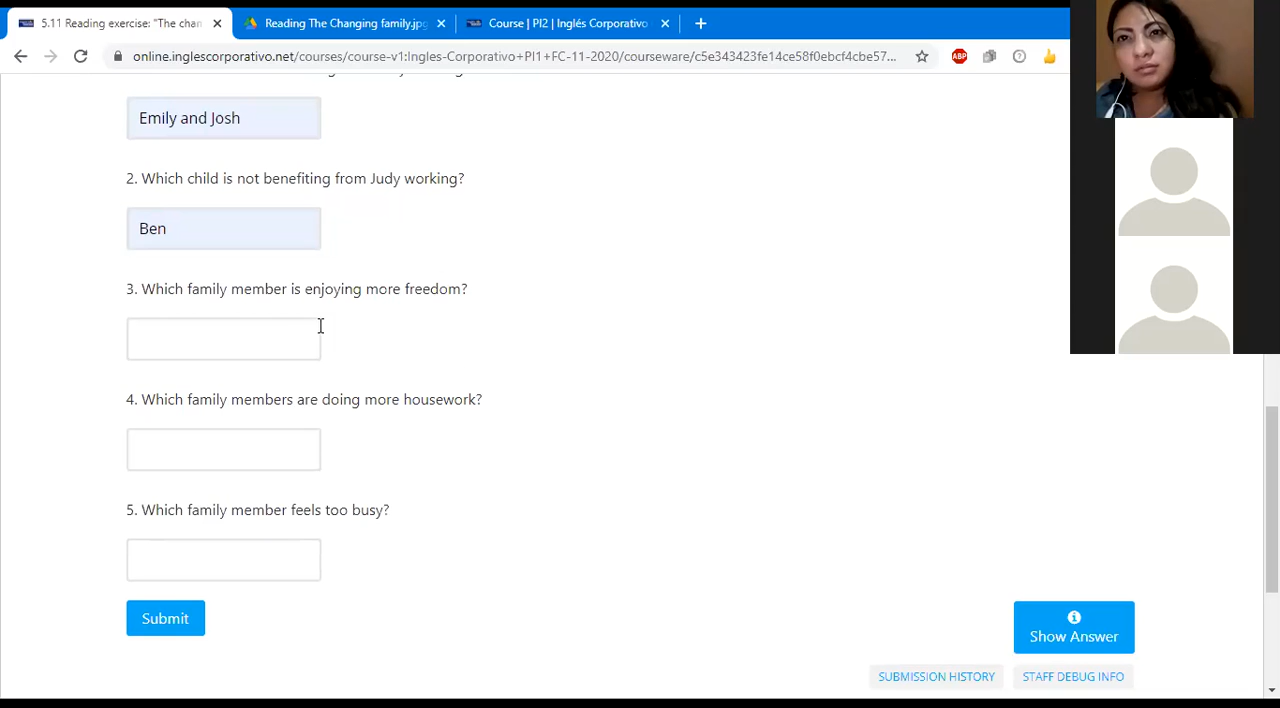 5.11 Reading exercise: "The chan
Reading The Changing family.jpg
Course | PI2 | Inglés Corporativo
online.inglescorporativo.net/courses/course-v1:Ingles-Corporativo+PI1+FC-11-2020/courseware/c5e343423fe14ce58f0ebcf4cbe57...
ABP
Emily and Josh
2. Which child is not benefiting from Judy working?
Ben
3. Which family member is enjoying more freedom?
4. Which family members are doing more housework?
5. Which family member feels too busy?
Submit
Show Answer
SUBMISSION HISTORY
STAFF DEBUG INFO